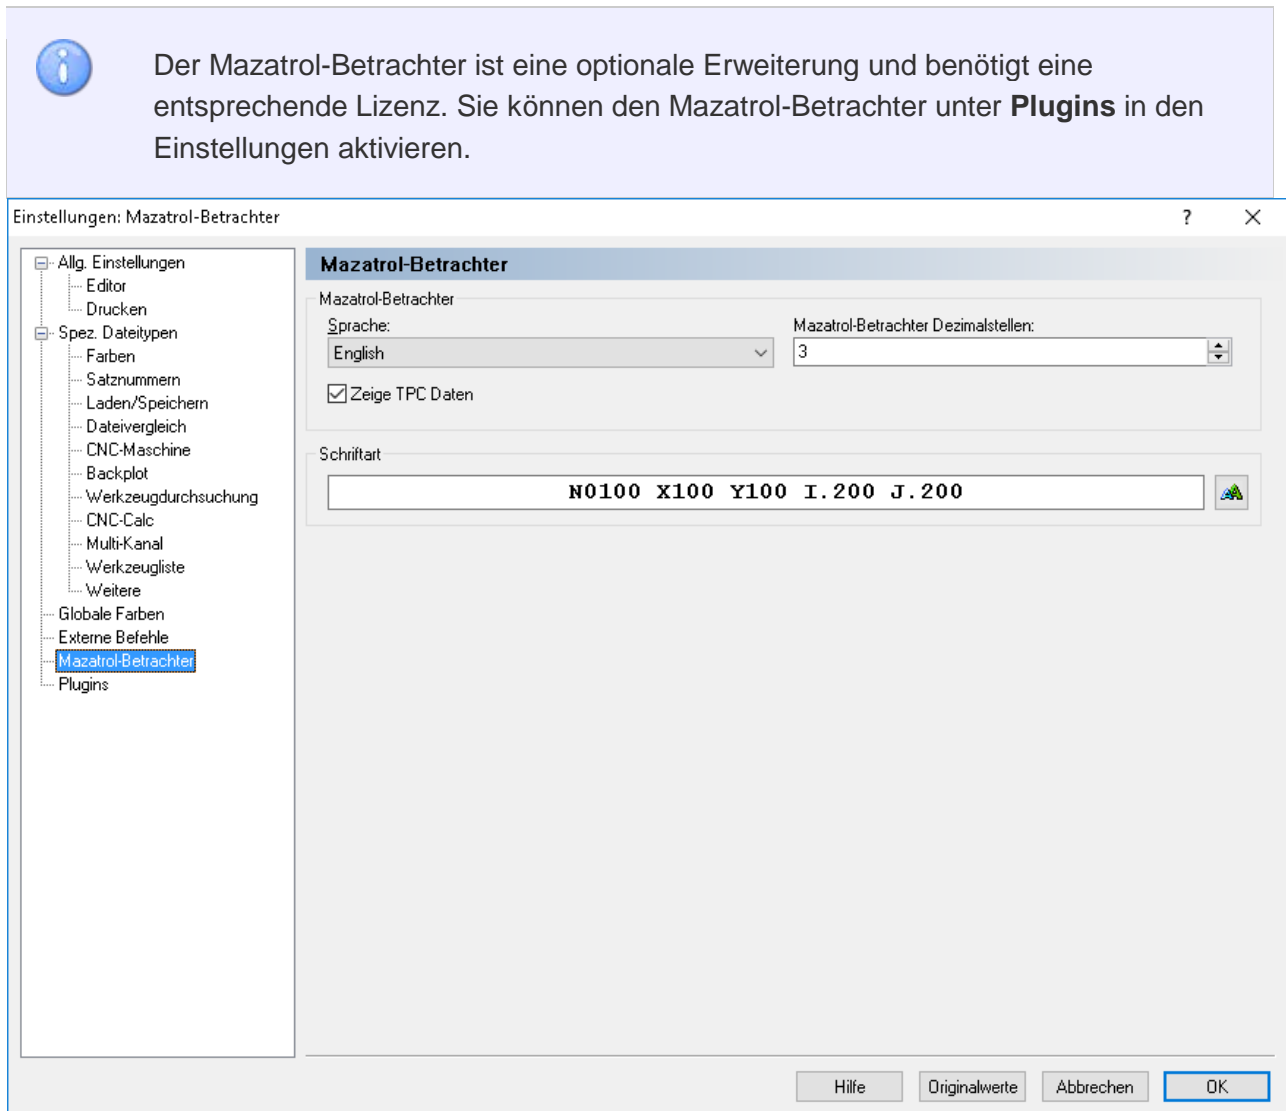 Der Mazatrol-Betrachter ist eine optionale Erweiterung und benötigt eine
entsprechende Lizenz. Sie können den Mazatrol-Betrachter unter Plugins in den
Einstellungen aktivieren.
Einstellungen: Mazatrol-Betrachter
?
Allg. Einstellungen
Editor
Drucken
Spez. Dateitypen
Farben
Satznummern
Laden/Speichern
Dateivergleich
CNC-Maschine
Backplot
Werkzeugdurchsuchung
CNC-Calc
Multi-Kanal
Werkzeugliste
Weitere
Globale Farben
Externe Befehle
Mazatrol-Betrachter
Plugins
Mazatrol-Betrachter
Mazatrol-Betrachter
Sprache:
English
Mazatrol-Betrachter Dezimalstellen:
3
Zeige TPC Daten
Schriftart
N0100 X100 Y100 I.200 J.200
Hilfe
Originalwerte
Abbrechen
OK